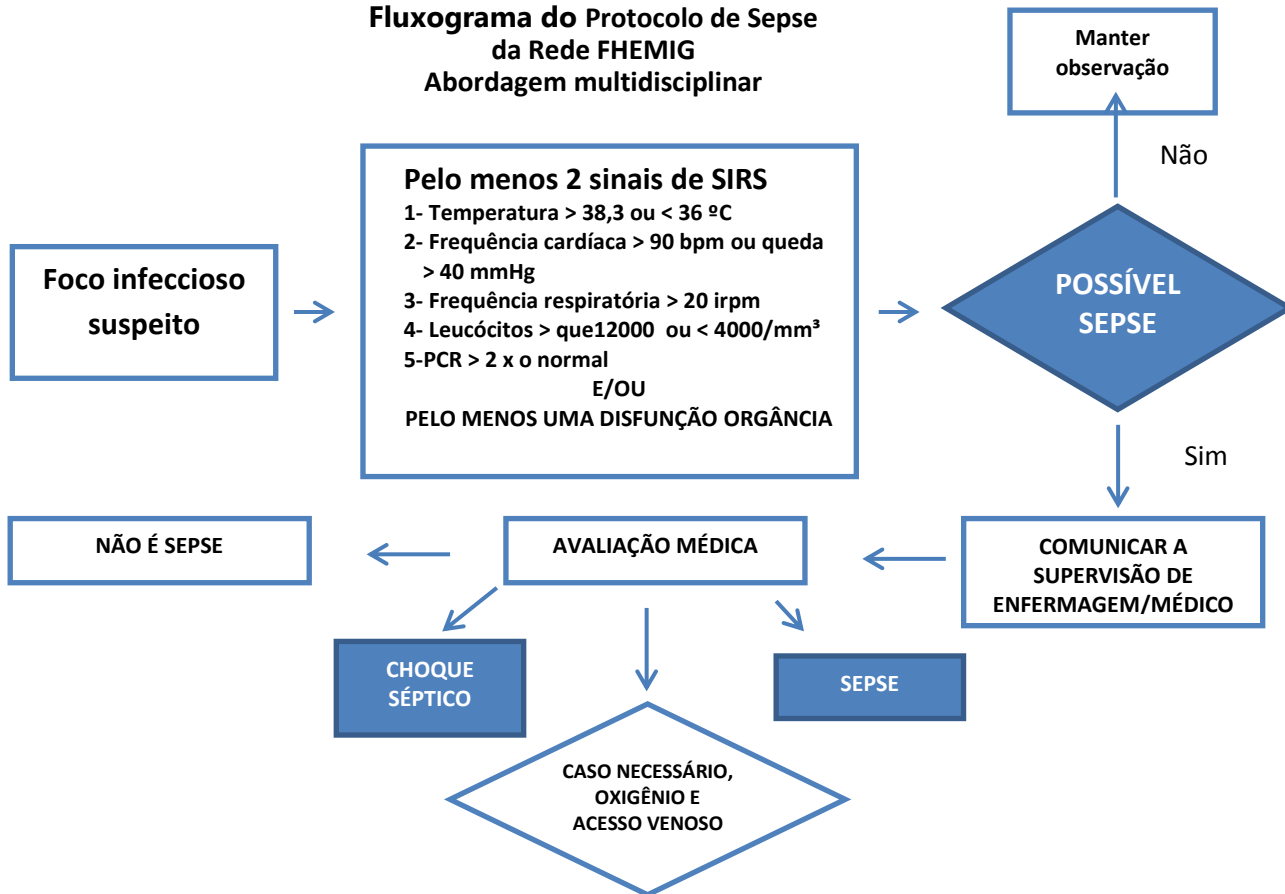 Fluxograma do Protocolo de Sepse
da Rede FHEMIG
Abordagem multidisciplinar
Manter
observação
Não
Pelo menos 2 sinais de SIRS
1- Temperatura > 38,3 ou < 36 ºC
2- Frequência cardíaca > 90 bpm ou queda
> 40 mmHg
3- Frequência respiratória > 20 irpm
4- Leucócitos > que12000 ou < 4000/mm³
5-PCR > 2 x o normal
E/OU
PELO MENOS UMA DISFUNÇÃO ORGÂNCIA
Foco infeccioso
suspeito
POSSÍVEL
SEPSE
Sim
NÃO É SEPSE
AVALIAÇÃO MÉDICA
COMUNICAR A
SUPERVISÃO DE
ENFERMAGEM/MÉDICO
CHOQUE
SÉPTICO
SEPSE
CASO NECESSÁRIO,
OXIGÊNIO E
ACESSO VENOSO